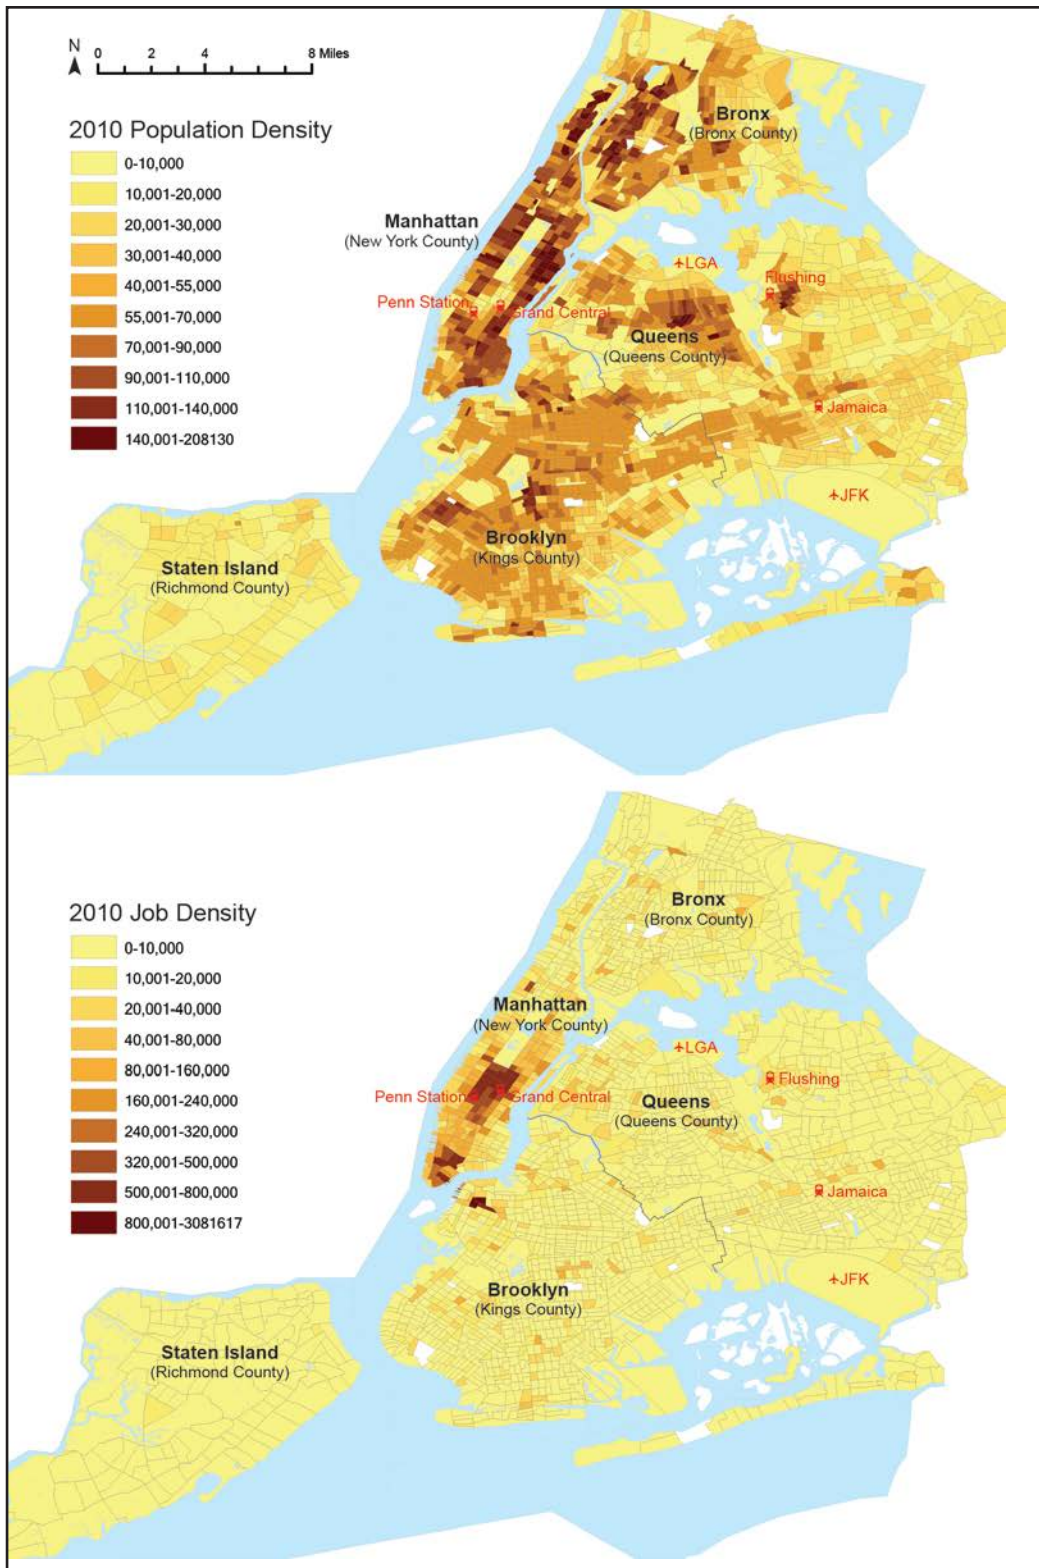 N
0 2 4 8 Miles
2010 Population Density
0-10,000
10,001-20,000
20,001-30,000
30,001-40,000
40,001-55,000
55,001-70,000
70,001-90,000
90,001-110,000
110,001-140,000
140,001-208130
Bronx
(Bronx County)
Manhattan
(New York County)
LGA
Flushing
Penn Station
Grand Central
Queens
(Queens County)
Jamaica
JFK
Brooklyn
(Kings County)
Staten Island
(Richmond County)
2010 Job Density
0-10,000
10,001-20,000
20,001-40,000
40,001-80,000
80,001-160,000
160,001-240,000
240,001-320,000
320,001-500,000
500,001-800,000
800,001-3081617
Bronx
(Bronx County)
Manhattan
(New York County)
LGA
Flushing
Penn Station
Grand Central
Queens
(Queens County)
Jamaica
JFK
Brooklyn
(Kings County)
Staten Island
(Richmond County)